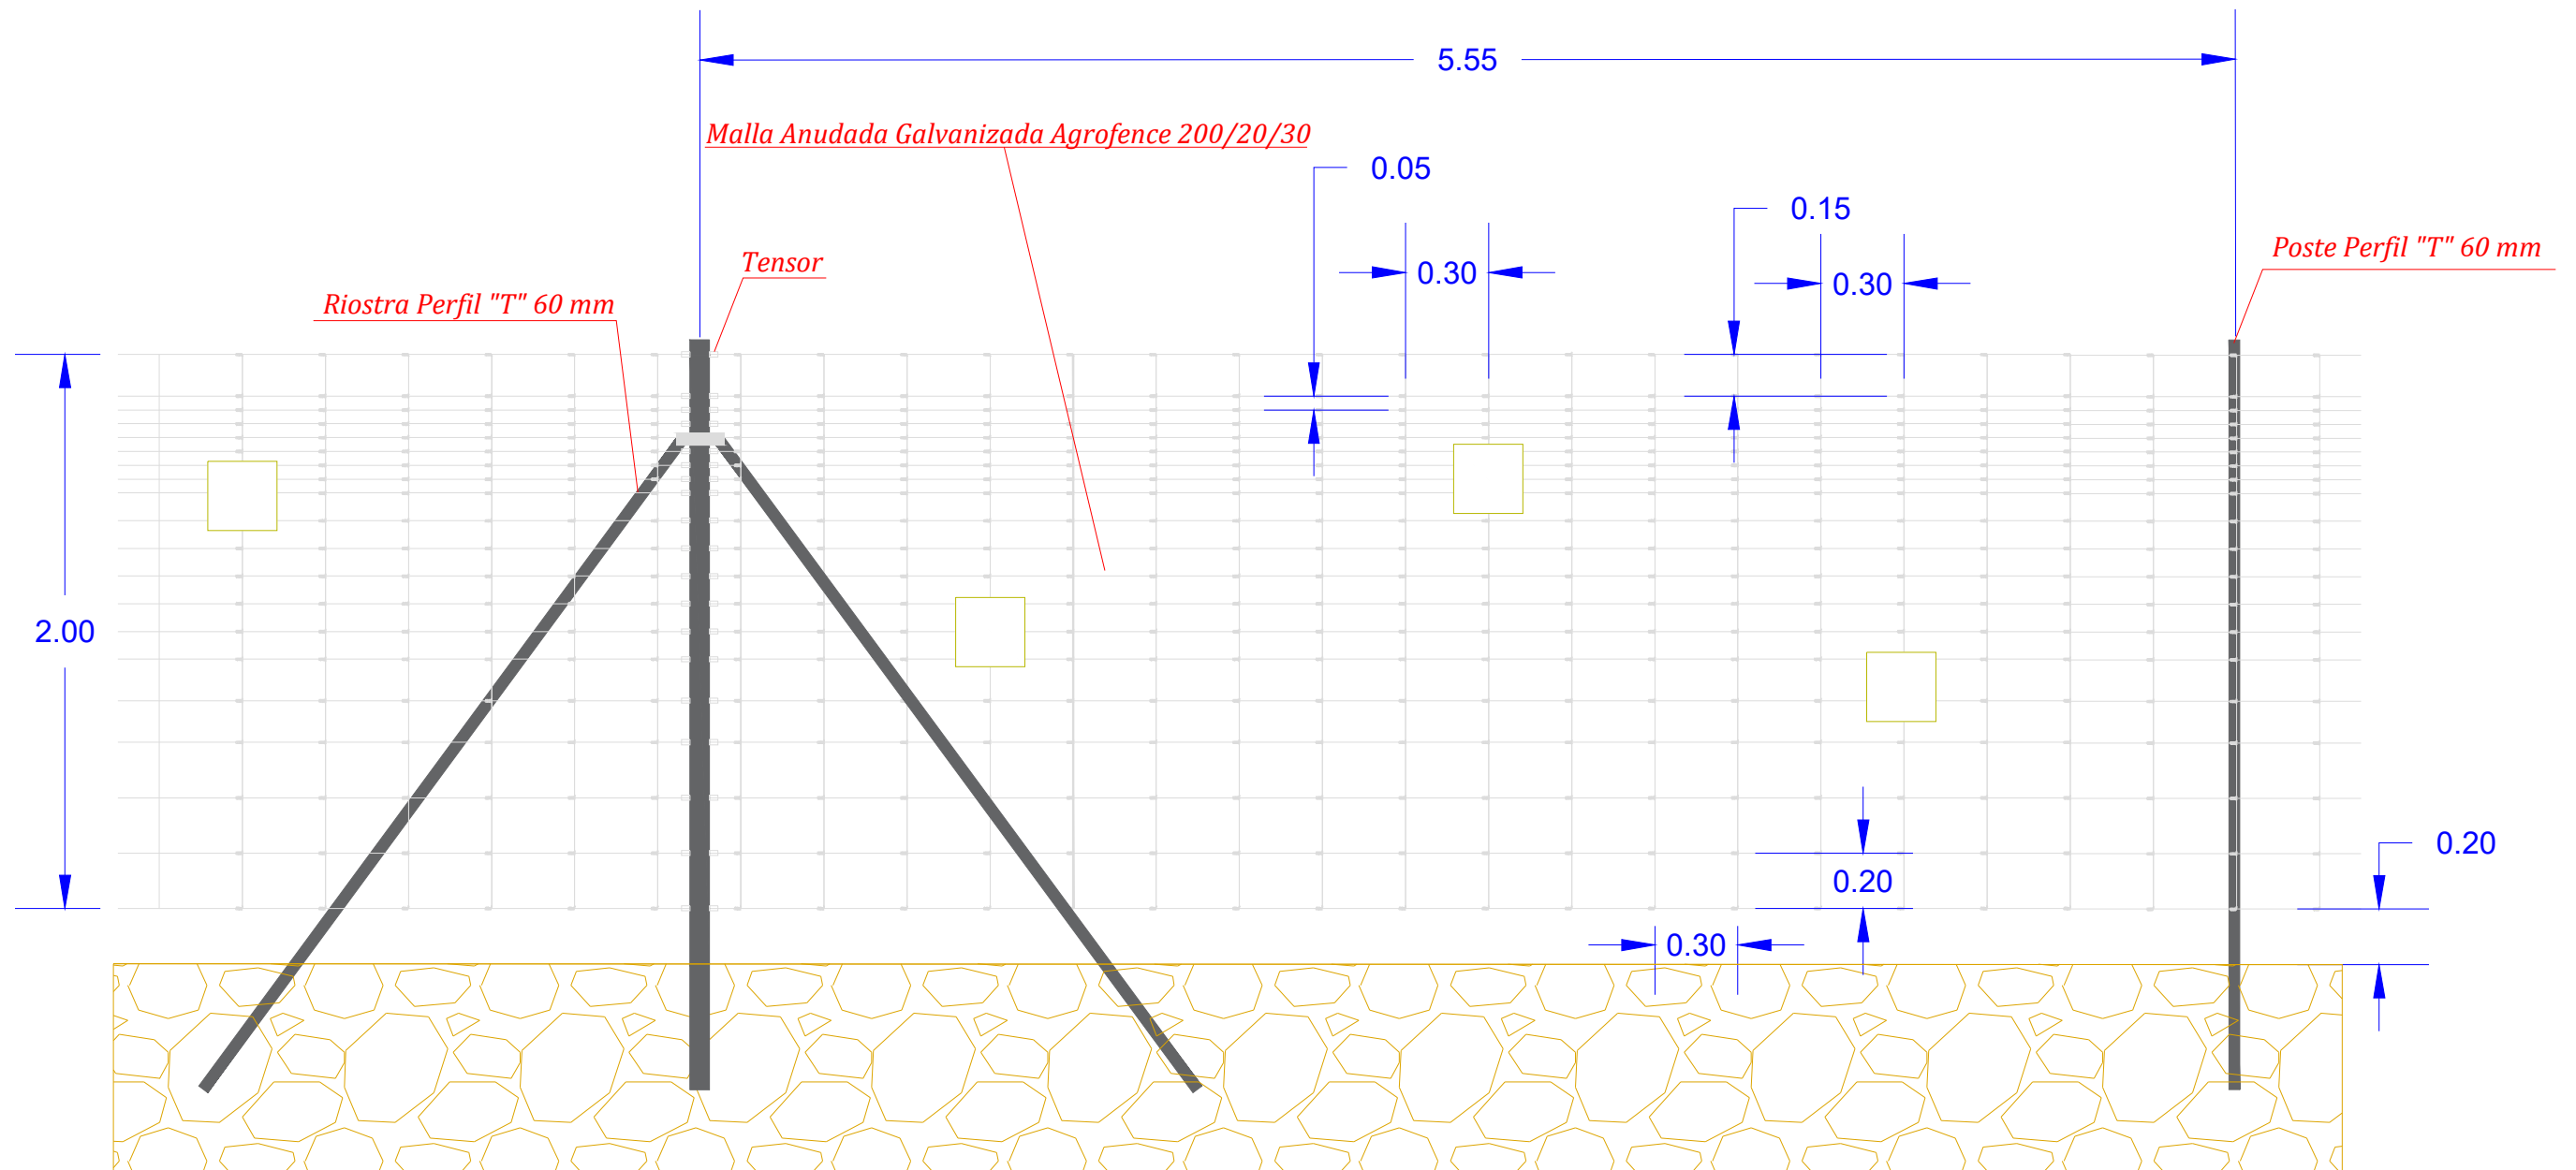 5.55
Malla Anudada Galvanizada Agrofence 200/20/30
0.05
0.15
Poste Perfil "T" 60 mm
Tensor
0.30
0.30
Riostra Perfil "T" 60 mm
2.00
0.20
0.20
0.30